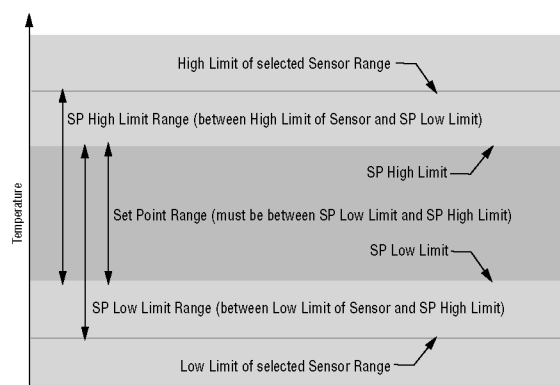 High Limit of selected Sensor Range
SP High Limit Range (between High Limit of Sensor and SP Low Limit)
SP High Limit
Temperature
Set Point Range (must be between SP Low Limit and SP High Limit)
SP Low Limit
SP Low Limit Range (between Low Limit of Sensor and SP High Limit)
Low Limit of selected Sensor Range